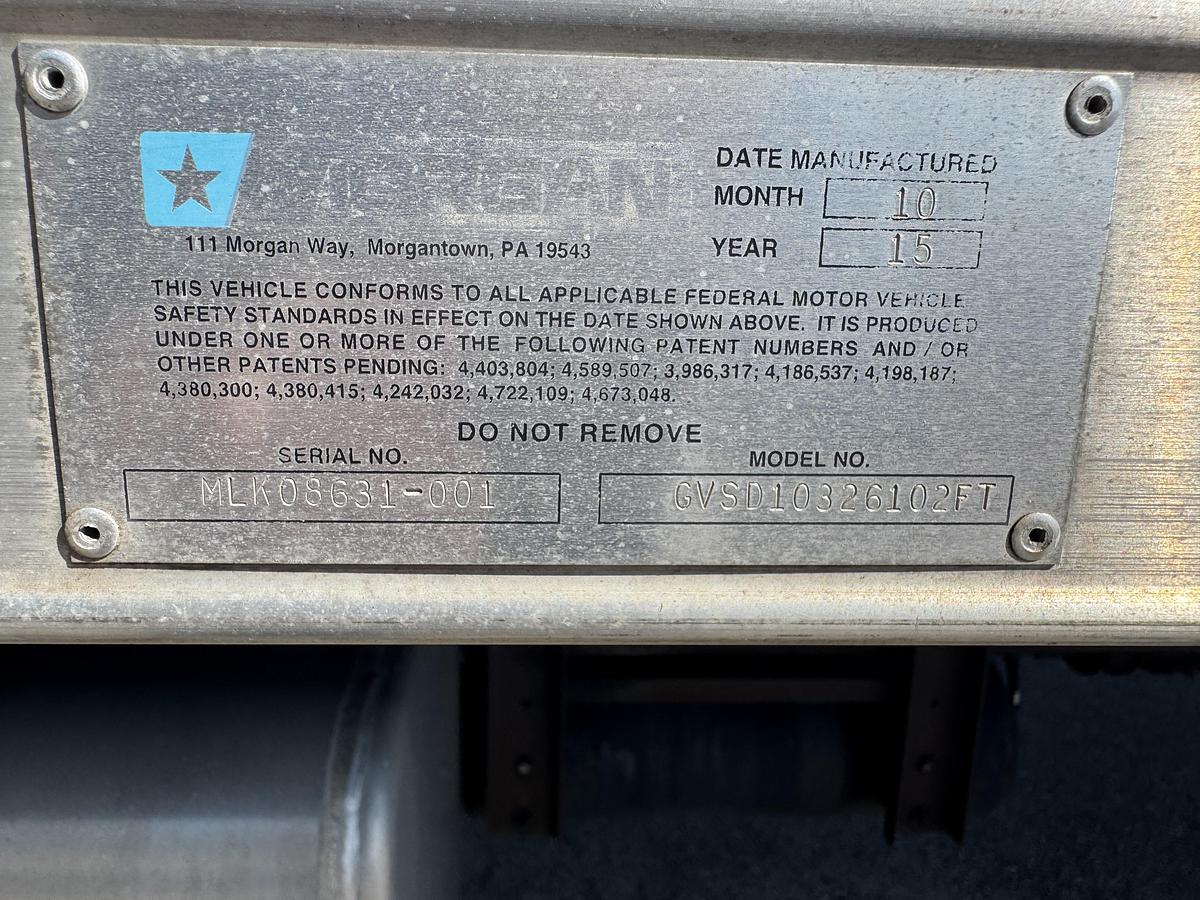 MORGAN
111 Morgan Way, Morgantown, PA 19543
DATE MANUFACTURED
MONTH 10
YEAR 15
THIS VEHICLE CONFORMS TO ALL APPLICABLE FEDERAL MOTOR VEHICLE
SAFETY STANDARDS IN EFFECT ON THE DATE SHOWN ABOVE. IT IS PRODUCED
UNDER ONE OR MORE OF THE FOLLOWING PATENT NUMBERS AND / OR
OTHER PATENTS PENDING: 4,403,804; 4,589,507; 3,986,317; 4,186,537; 4,198,187;
4,380,300; 4,380,415; 4,242,032; 4,722,109; 4,673,048.
DO NOT REMOVE
SERIAL NO.
MLK08631-001
MODEL NO.
GVSD10326102FT